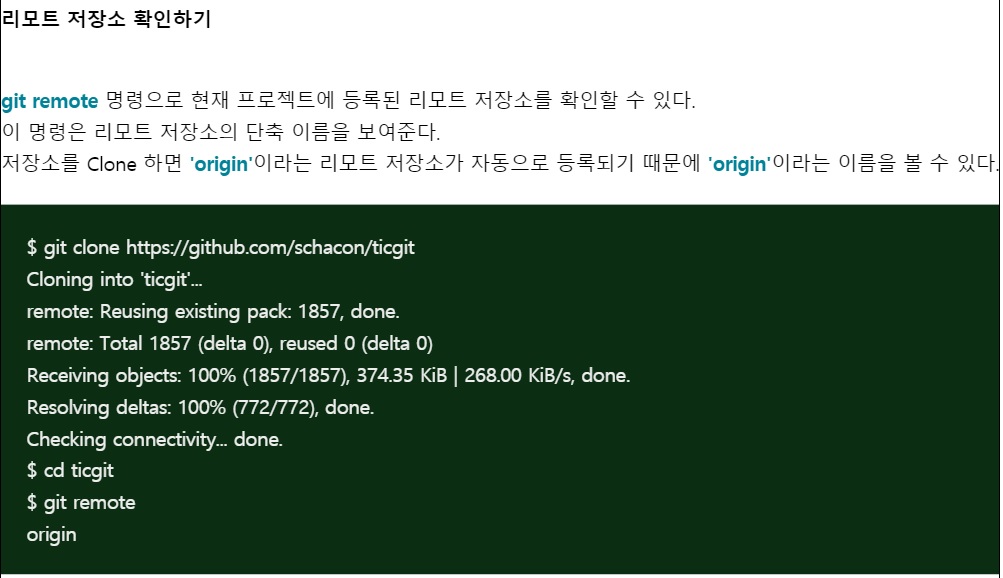 리모트 저장소 확인하기
git remote 명령으로 현재 프로젝트에 등록된 리모트 저장소를 확인할 수 있다.
이 명령은 리모트 저장소의 단축 이름을 보여준다.
저장소를 Clone 하면 'origin'이라는 리모트 저장소가 자동으로 등록되기 때문에 'origin'이라는 이름을 볼 수 있다.
$ git clone https://github.com/schacon/ticgit
Cloning into 'ticgit'...
remote: Reusing existing pack: 1857, done.
remote: Total 1857 (delta 0), reused 0 (delta 0)
Receiving objects: 100% (1857/1857), 374.35 KiB | 268.00 KiB/s, done.
Resolving deltas: 100% (772/772), done.
Checking connectivity... done.
$ cd ticgit
$ git remote
origin